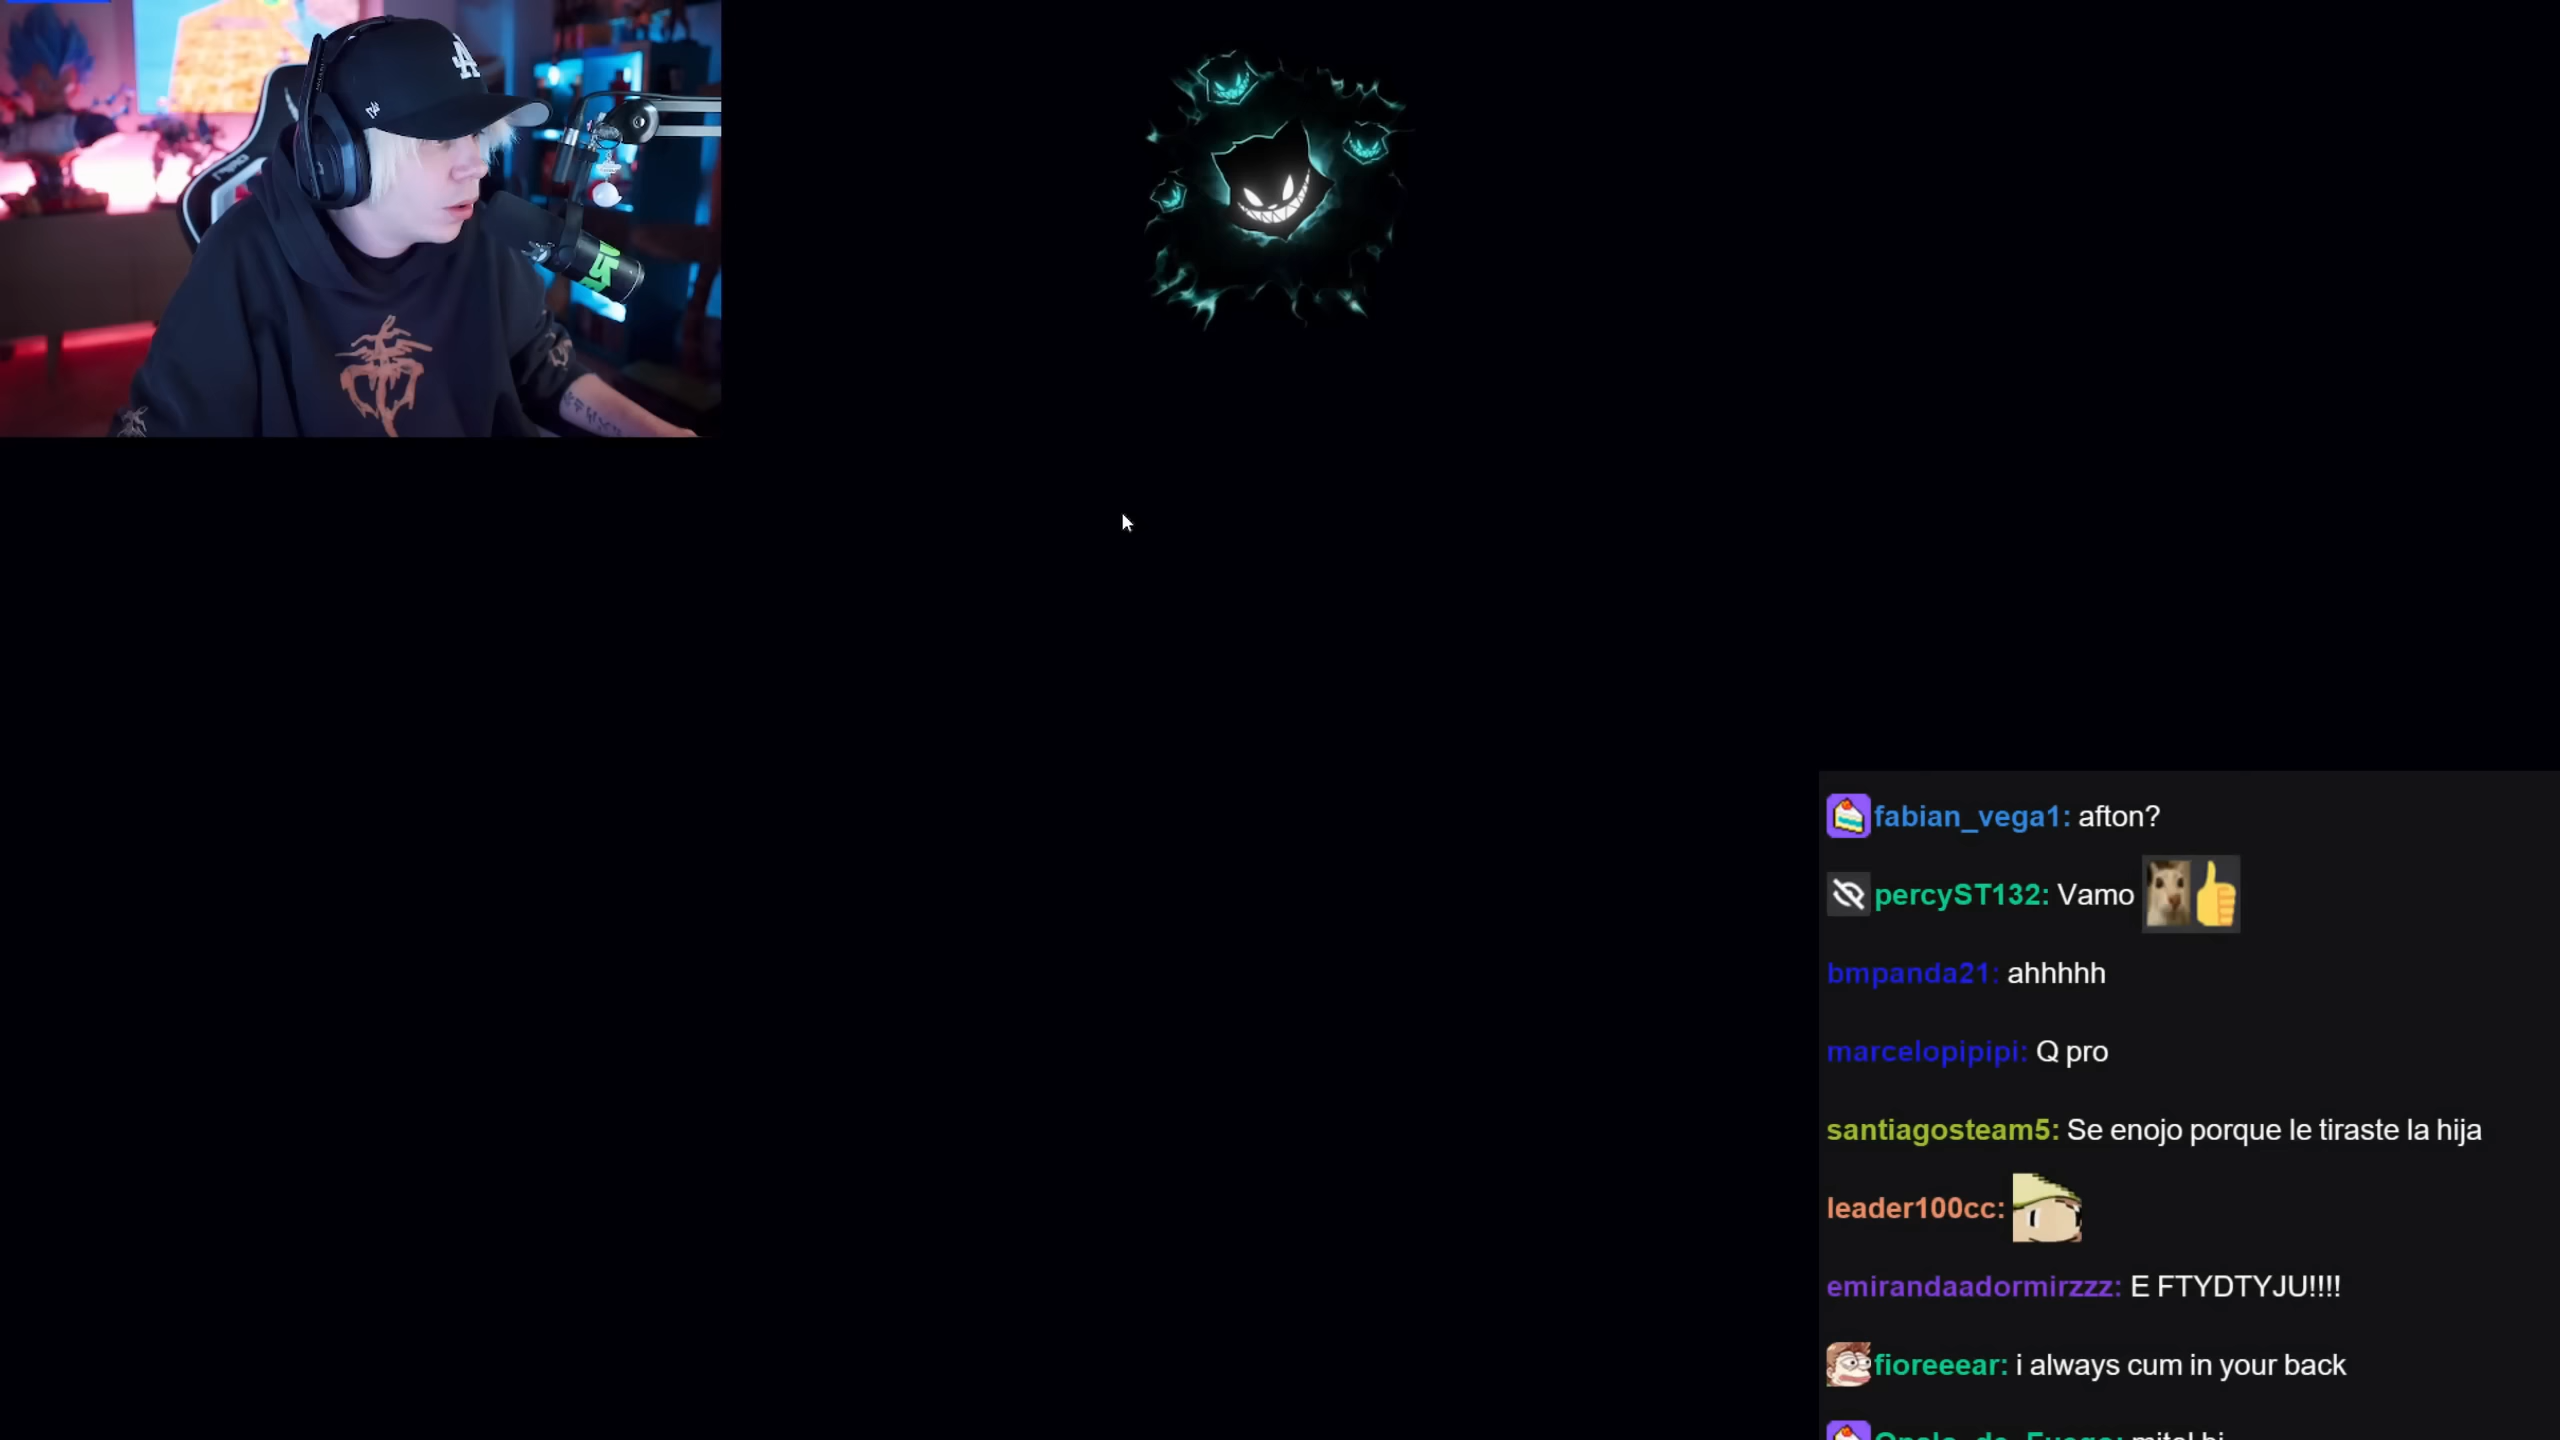 fabian_vega1: afton?
percyST132: Vamo
bmpanda21: ahhhhh
marcelopipipi: Q pro
santiagosteam5: Se enojo porque le tiraste la hija
leader100cc:
emirandaadormirzzz: E FTYDTYJU!!!!
fioreeear: i always cum in your back